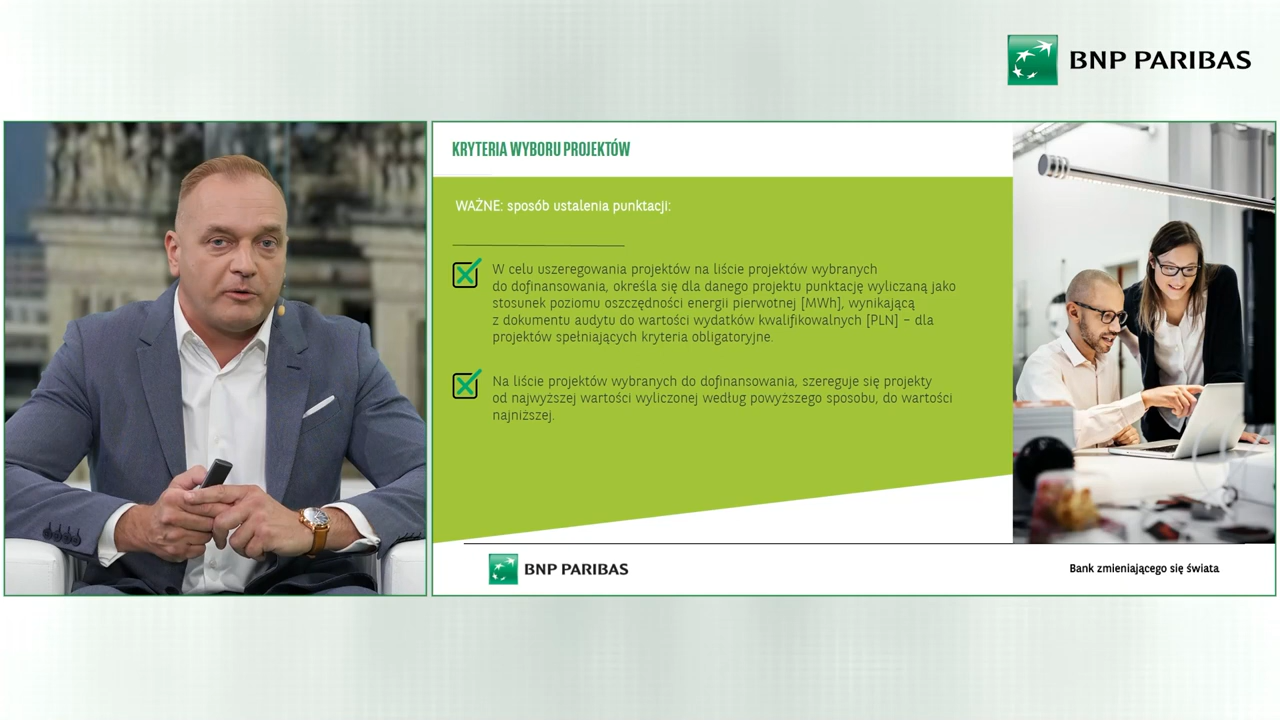 BNP PARIBAS
KRYTERIA WYBORU PROJEKTÓW
WAŻNE: sposób ustalenia punktacji:
W celu uszeregowania projektów na liście projektów wybranych
do dofinansowania, określa się dla danego projektu punktację wyliczaną jako
stosunek poziomu oszczędności energii pierwotnej [MWh], wynikającą
z dokumentu audytu do wartości wydatków kwalifikowalnych [PLN] – dla
projektów spełniających kryteria obligatoryjne.
Na liście projektów wybranych do dofinansowania, szereguje się projekty
od najwyższej wartości wyliczonej według powyższego sposobu, do wartości
najniższej.
BNP PARIBAS
Bank zmieniającego się świata